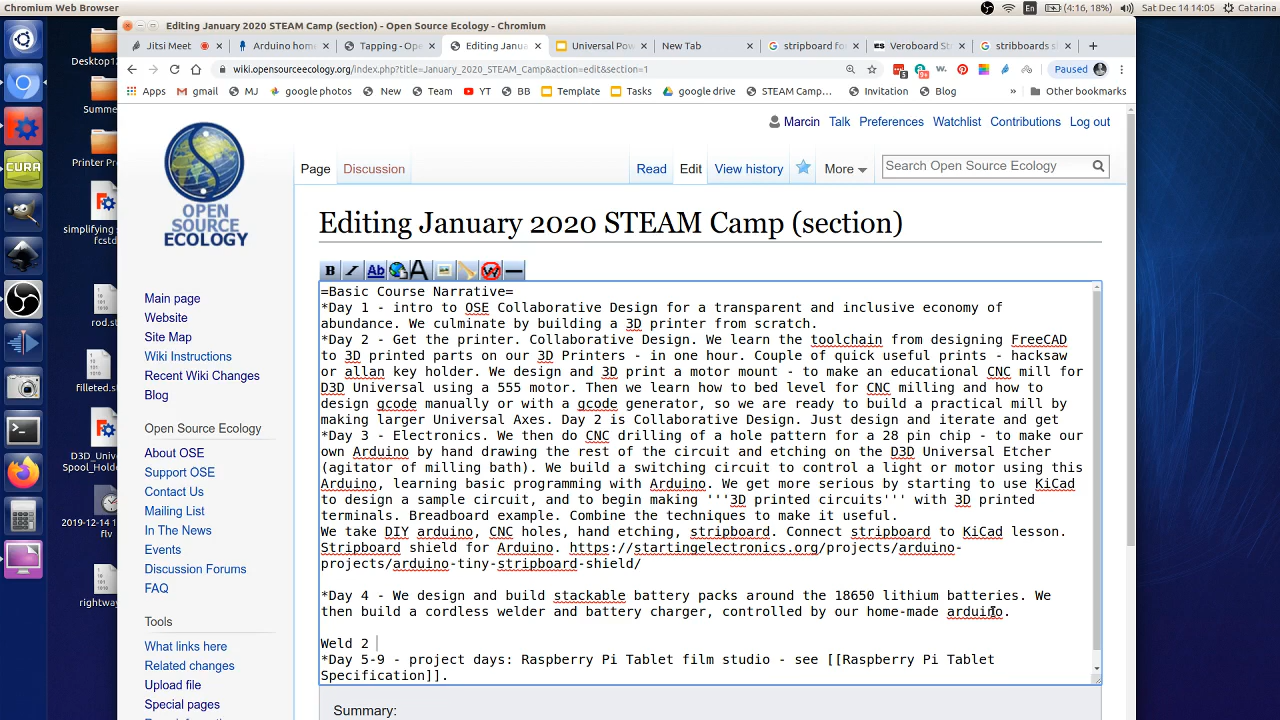 Chromium Web Browser
En
(4:16, 18%)
Sat Dec 14 14:05
Catarina
Editing January 2020 STEAM Camp (section) - Open Source Ecology - Chromium
Jitsi Meet
Arduino hom
Tapping - Ope
Editing Janua
Universal Pow
New Tab
stripboard for
Veroboard St
stribboards s
wiki.opensourceecology.org/index.php?title=January_2020_STEAM_Camp&action=edit&section=1
Paused
Apps
gmail
MJ
google photos
New
Team
YT
BB
Template
Tasks
google drive
STEAM Camp...
Invitation
Blog
»
Other bookmarks
Desktop1
Summe
Printer Pr
simplifying
fcstd
rod.st
filleted.st
D3D_Unive
Spool_Holde
2019-12-14
flv
rightway
CURA
OPEN
SOURCE
ECOLOGY
Marcin
Talk
Preferences
Watchlist
Contributions
Log out
Page
Discussion
Read
Edit
View history
More
Search Open Source Ecology
Editing January 2020 STEAM Camp (section)
B
I
Ab
A
W
Main page
Website
Site Map
Wiki Instructions
Recent Wiki Changes
Blog
Open Source Ecology
About OSE
Support OSE
Contact Us
Mailing List
In The News
Events
Discussion Forums
FAQ
Tools
What links here
Related changes
Upload file
Special pages
=Basic Course Narrative=
*Day 1 - intro to OSE Collaborative Design for a transparent and inclusive economy of
abundance. We culminate by building a 3D printer from scratch.
*Day 2 - Get the printer. Collaborative Design. We learn the toolchain from designing FreeCAD
to 3D printed parts on our 3D Printers - in one hour. Couple of quick useful prints - hacksaw
or allan key holder. We design and 3D print a motor mount - to make an educational CNC mill for
D3D Universal using a 555 motor. Then we learn how to bed level for CNC milling and how to
design gcode manually or with a gcode generator, so we are ready to build a practical mill by
making larger Universal Axes. Day 2 is Collaborative Design. Just design and iterate and get
*Day 3 - Electronics. We then do CNC drilling of a hole pattern for a 28 pin chip - to make our
own Arduino by hand drawing the rest of the circuit and etching on the D3D Universal Etcher
(agitator of milling bath). We build a switching circuit to control a light or motor using this
Arduino, learning basic programming with Arduino. We get more serious by starting to use KiCad
to design a sample circuit, and to begin making '''3D printed circuits''' with 3D printed
terminals. Breadboard example. Combine the techniques to make it useful.
We take DIY arduino, CNC holes, hand etching, stripboard. Connect stripboard to KiCad lesson.
Stripboard shield for Arduino. https://startingelectronics.org/projects/arduino-
projects/arduino-tiny-stripboard-shield/
*Day 4 - We design and build stackable battery packs around the 18650 lithium batteries. We
then build a cordless welder and battery charger, controlled by our home-made arduino.
Weld 2
*Day 5-9 - project days: Raspberry Pi Tablet film studio - see [[Raspberry Pi Tablet
Specification]].
Summary: